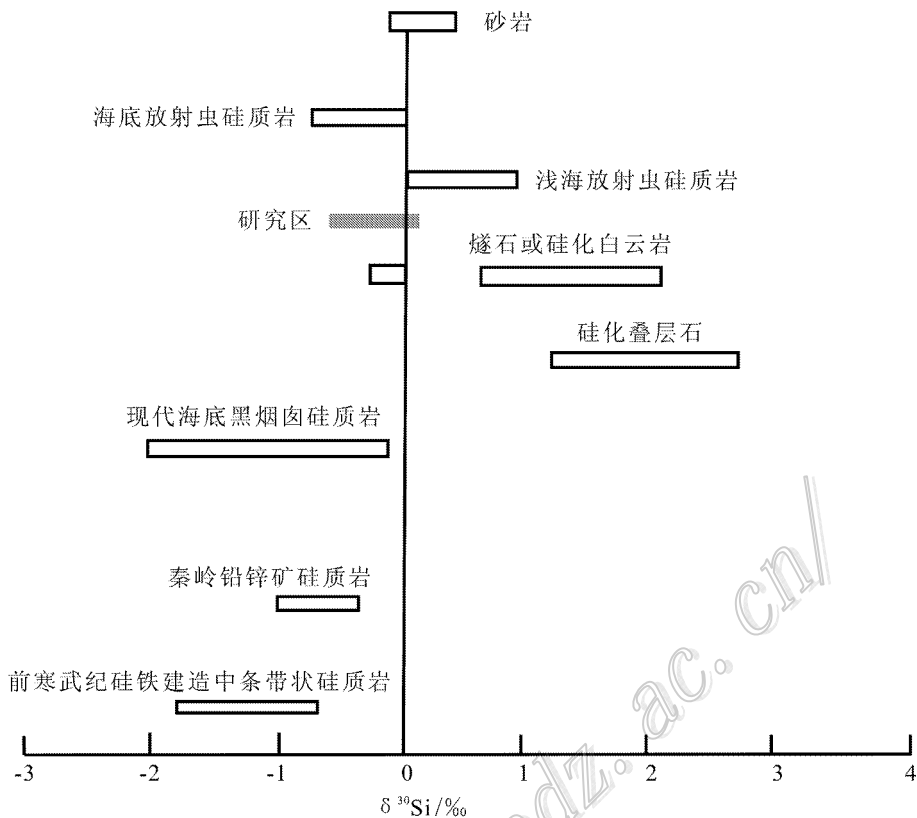 砂岩
海底放射虫硅质岩
浅海放射虫硅质岩
研究区
燧石或硅化白云岩
硅化叠层石
现代海底黑烟囱硅质岩
秦岭铅锌矿硅质岩
前寒武纪硅铁建造中条带状硅质岩
-3 -2 -1 0 1 2 3 4
δ ³⁰Si/‰
dz.ac.cn/